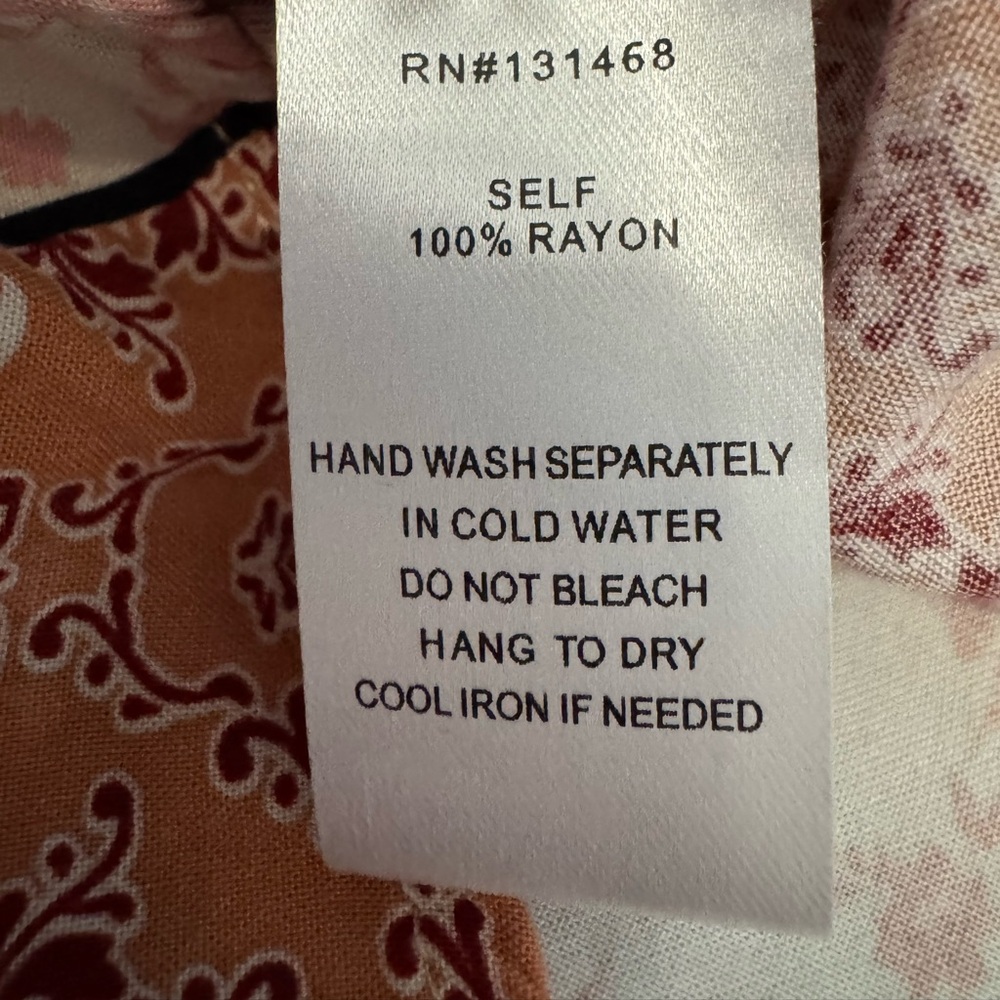 RN#131468
SELF
100% RAYON
HAND WASH SEPARATELY
IN COLD WATER
DO NOT BLEACH
HANG TO DRY
COOL IRON IF NEEDED